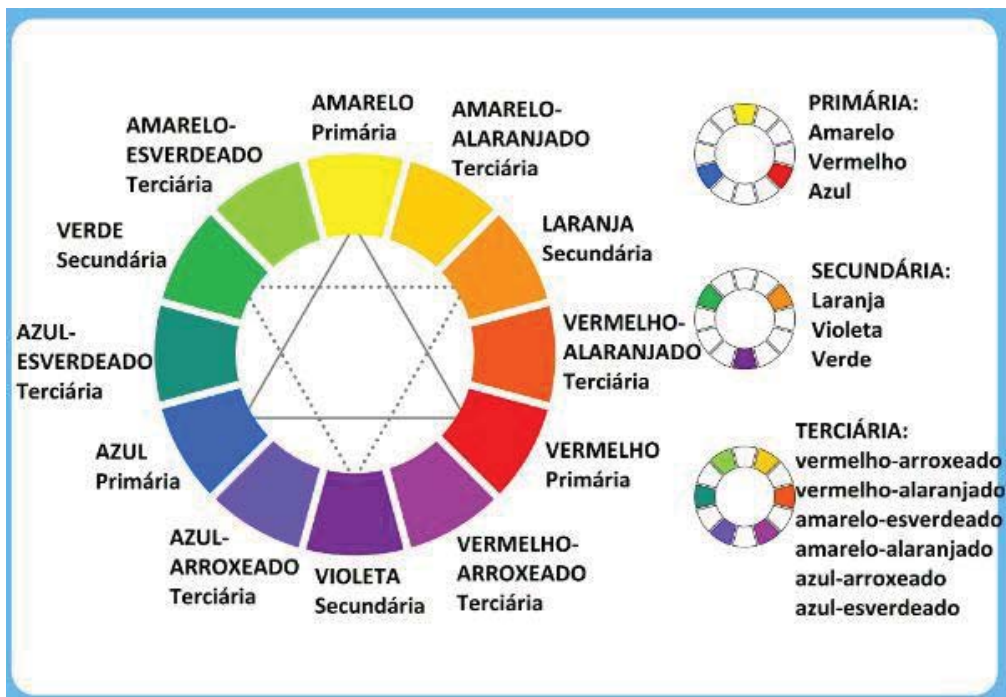 AMARELO
Primária
AMARELO-
ALARANJADO
Terciária
LARANJA
Secundária
VERMELHO-
ALARANJADO
Terciária
VERMELHO
Primária
VERMELHO-
ARROXEADO
Terciária
VIOLETA
Secundária
AZUL-
ARROXEADO
Terciária
AZUL
Primária
AZUL-
ESVERDEADO
Terciária
VERDE
Secundária
AMARELO-
ESVERDEADO
Terciária
PRIMÁRIA:
Amarelo
Vermelho
Azul
SECUNDÁRIA:
Laranja
Violeta
Verde
TERCIÁRIA:
vermelho-arroxeado
vermelho-alaranjado
amarelo-esverdeado
amarelo-alaranjado
azul-arroxeado
azul-esverdeado